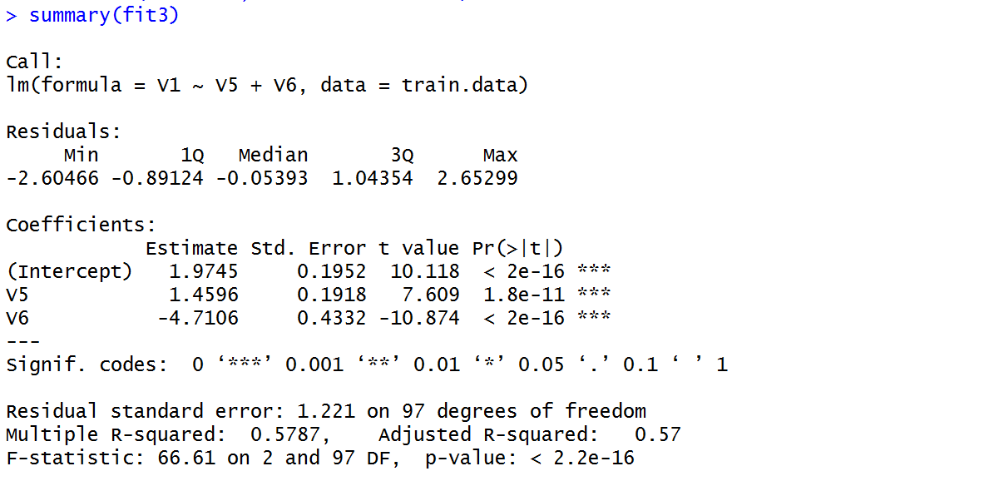 > summary(fit3)
Call:
lm(formula = V1 ~ V5 + V6, data = train.data)
Residuals:
     Min       1Q   Median       3Q      Max
-2.60466 -0.89124 -0.05393  1.04354  2.65299
Coefficients:
            Estimate Std. Error t value Pr(>|t|)
(Intercept)   1.9745     0.1952  10.118  < 2e-16 ***
V5            1.4596     0.1918   7.609  1.8e-11 ***
V6           -4.7106     0.4332 -10.874  < 2e-16 ***
---
Signif. codes:  0 ‘***’ 0.001 ‘**’ 0.01 ‘*’ 0.05 ‘.’ 0.1 ‘ ’ 1
Residual standard error: 1.221 on 97 degrees of freedom
Multiple R-squared:  0.5787,	Adjusted R-squared:   0.57
F-statistic: 66.61 on 2 and 97 DF,  p-value: < 2.2e-16